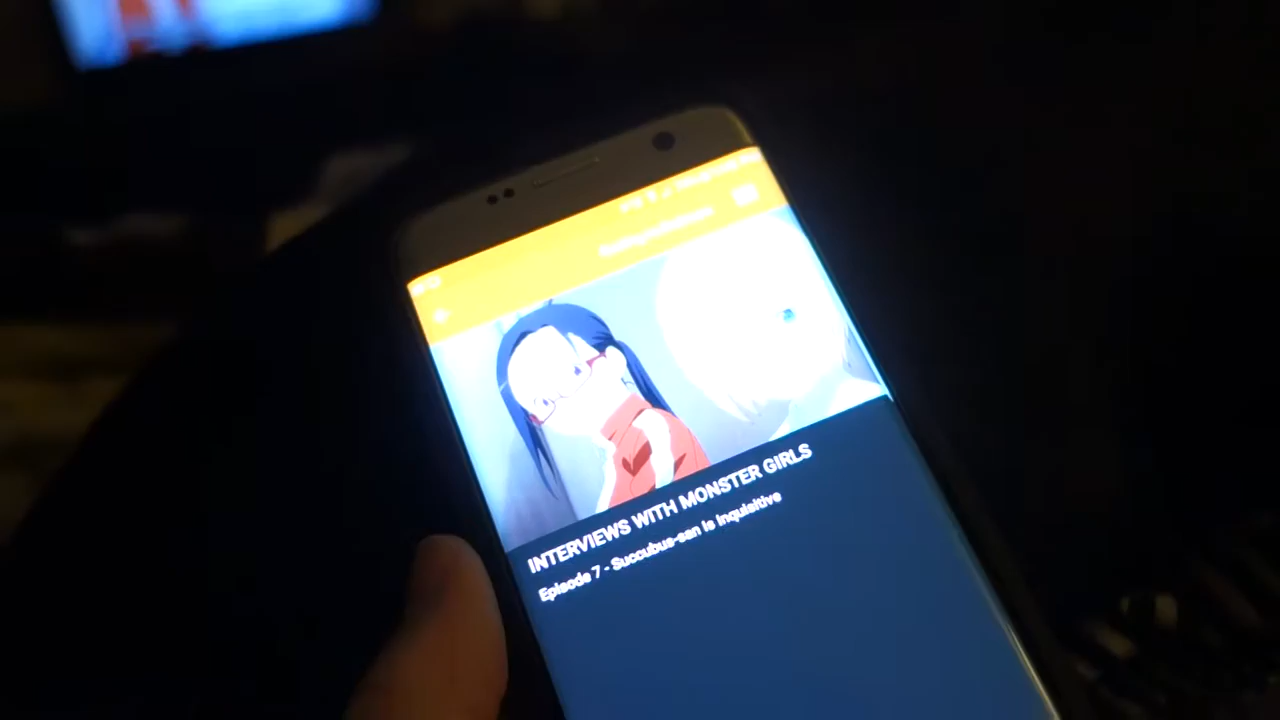 INTERVIEWS WITH MONSTER GIRLS
Episode 7 - Succubus-san Is Inquisitive